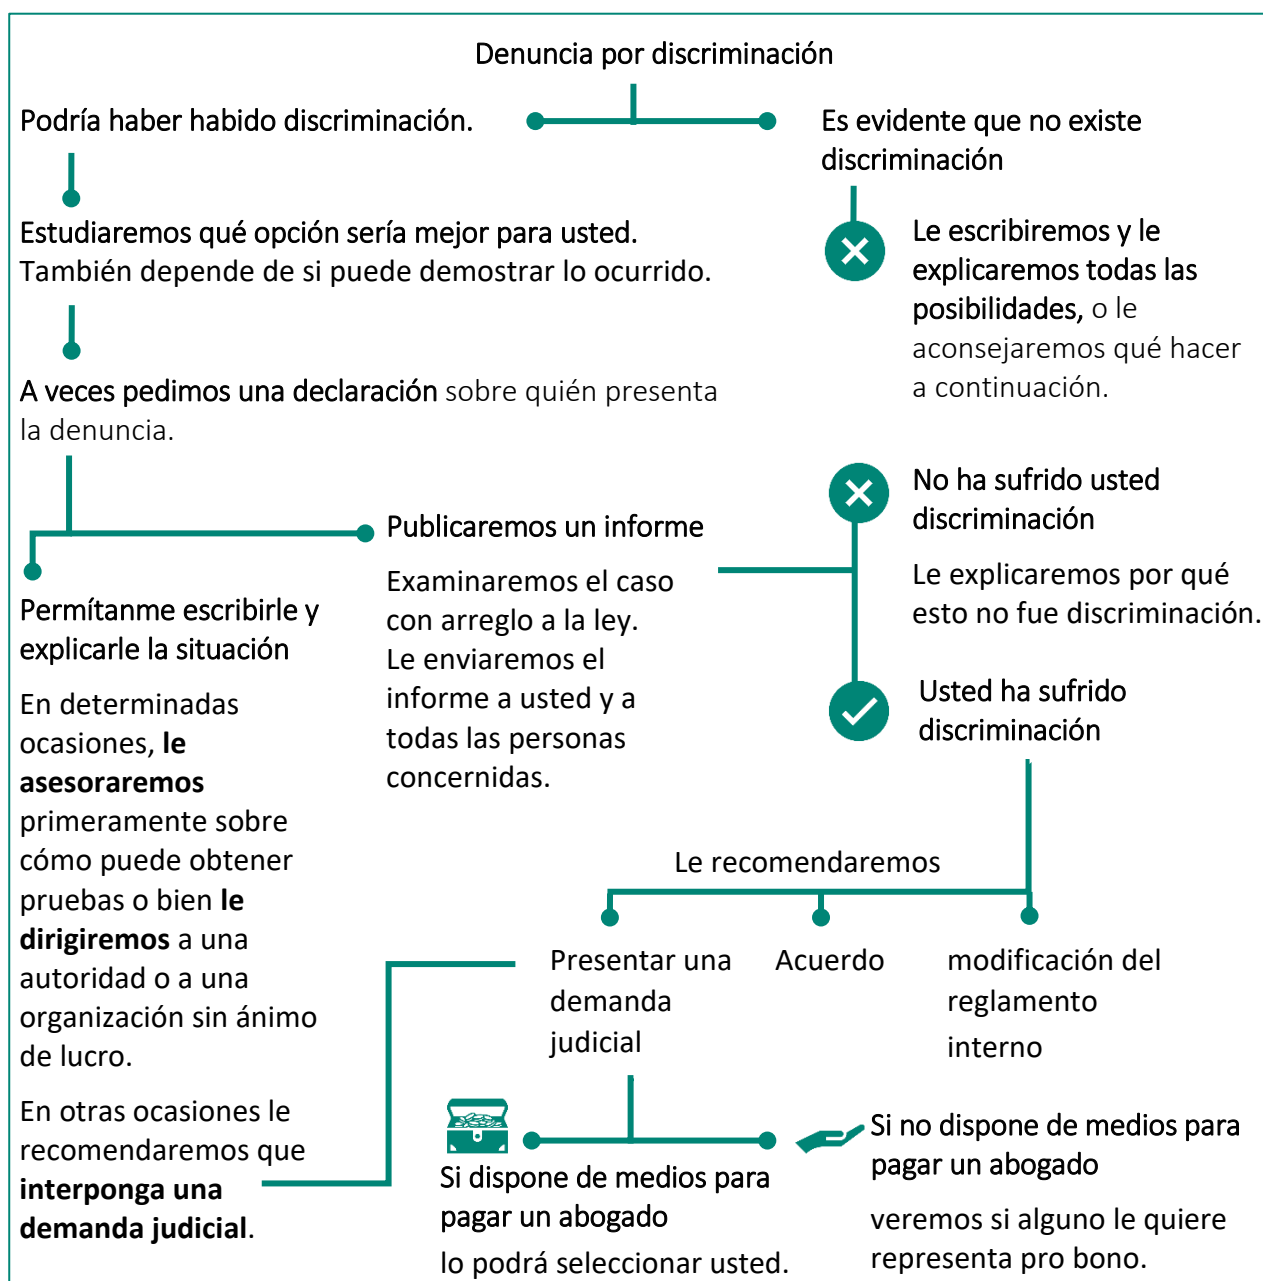 Denuncia por discriminación
Podría haber habido discriminación.
Es evidente que no existe
discriminación
Estudiaremos qué opción sería mejor para usted.
También depende de si puede demostrar lo ocurrido.
Le escribiremos y le
explicaremos todas las
posibilidades, o le
aconsejaremos qué hacer
a continuación.
A veces pedimos una declaración sobre quién presenta
la denuncia.
Permítanme escribirle y
explicarle la situación
En determinadas
ocasiones, le
asesoraremos
primeramente sobre
cómo puede obtener
pruebas o bien le
dirigiremos a una
autoridad o a una
organización sin ánimo
de lucro.
En otras ocasiones le
recomendaremos que
interponga una
demanda judicial.
Publicaremos un informe
Examinaremos el caso
con arreglo a la ley.
Le enviaremos el
informe a usted y a
todas las personas
concernidas.
No ha sufrido usted
discriminación
Le explicaremos por qué
esto no fue discriminación.
Usted ha sufrido
discriminación
Le recomendaremos
Presentar una
demanda
judicial
Acuerdo
modificación del
reglamento
interno
Si dispone de medios para
pagar un abogado
lo podrá seleccionar usted.
Si no dispone de medios para
pagar un abogado
veremos si alguno le quiere
representa pro bono.